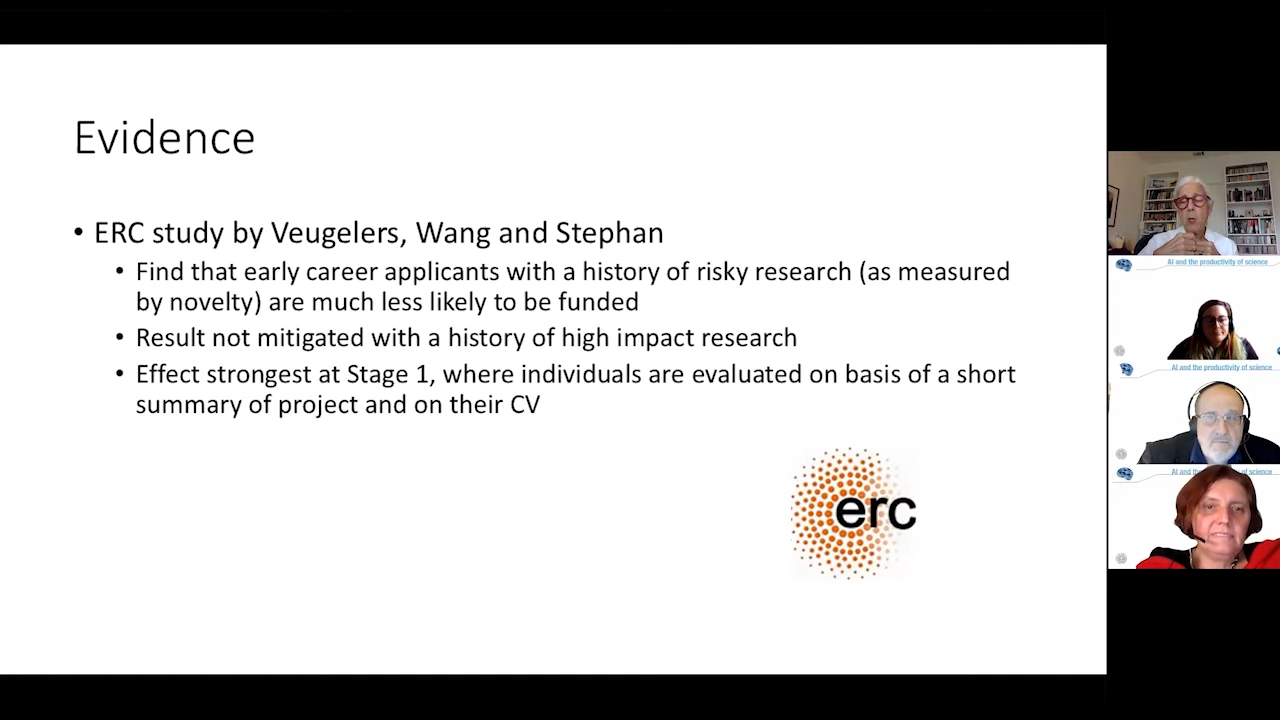 Evidence
• ERC study by Veugelers, Wang and Stephan
• Find that early career applicants with a history of risky research (as measured
by novelty) are much less likely to be funded
• Result not mitigated with a history of high impact research
• Effect strongest at Stage 1, where individuals are evaluated on basis of a short
summary of project and on their CV
erc
AI and the productivity of science
AI and the productivity of science
AI and the of science